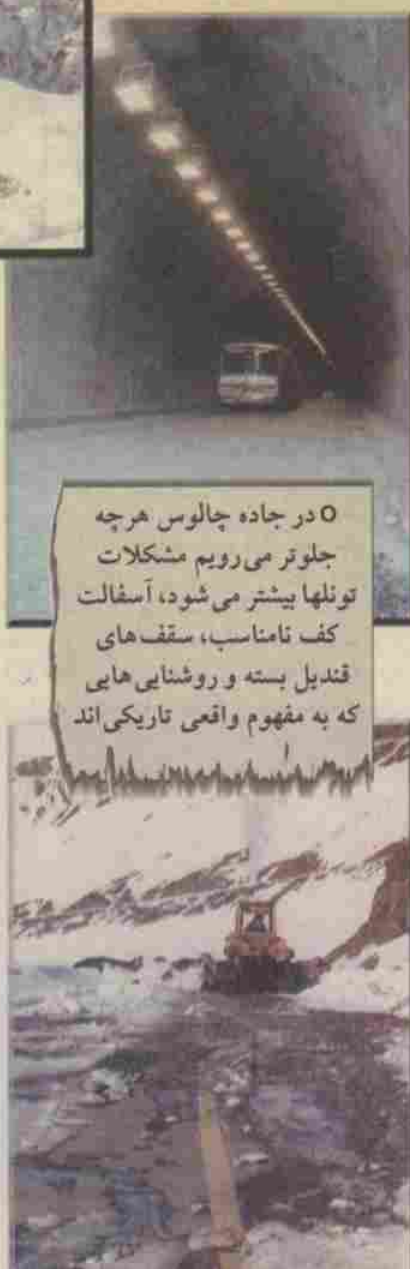 o در جاده چالوس هرچه
جلوتر می‌رویم مشکلات
تونلها بیشتر می‌شود، آسفالت
کف نامناسب، سقف‌های
قندیل بسته و روشنایی‌هایی
که به مفهوم واقعی تاریکی‌اند